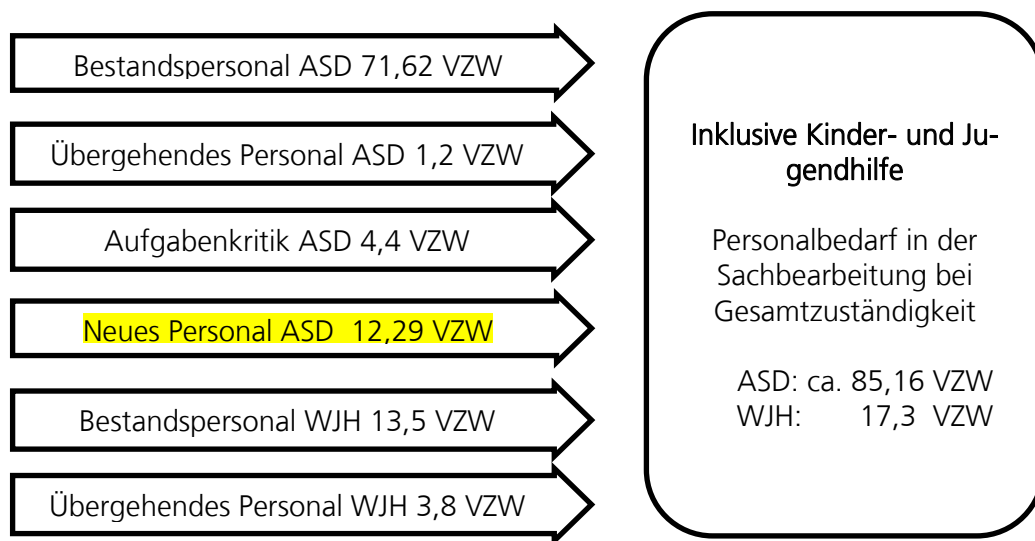 Bestandspersonal ASD 71,62 VZW
Übergehendes Personal ASD 1,2 VZW
Aufgabenkritik ASD 4,4 VZW
Neues Personal ASD  12,29 VZW
Bestandspersonal WJH 13,5 VZW
Übergehendes Personal WJH 3,8 VZW
Inklusive Kinder- und Ju-
gendhilfe
Personalbedarf in der
Sachbearbeitung bei
Gesamtzuständigkeit
ASD: ca. 85,16 VZW
WJH: 17,3 VZW